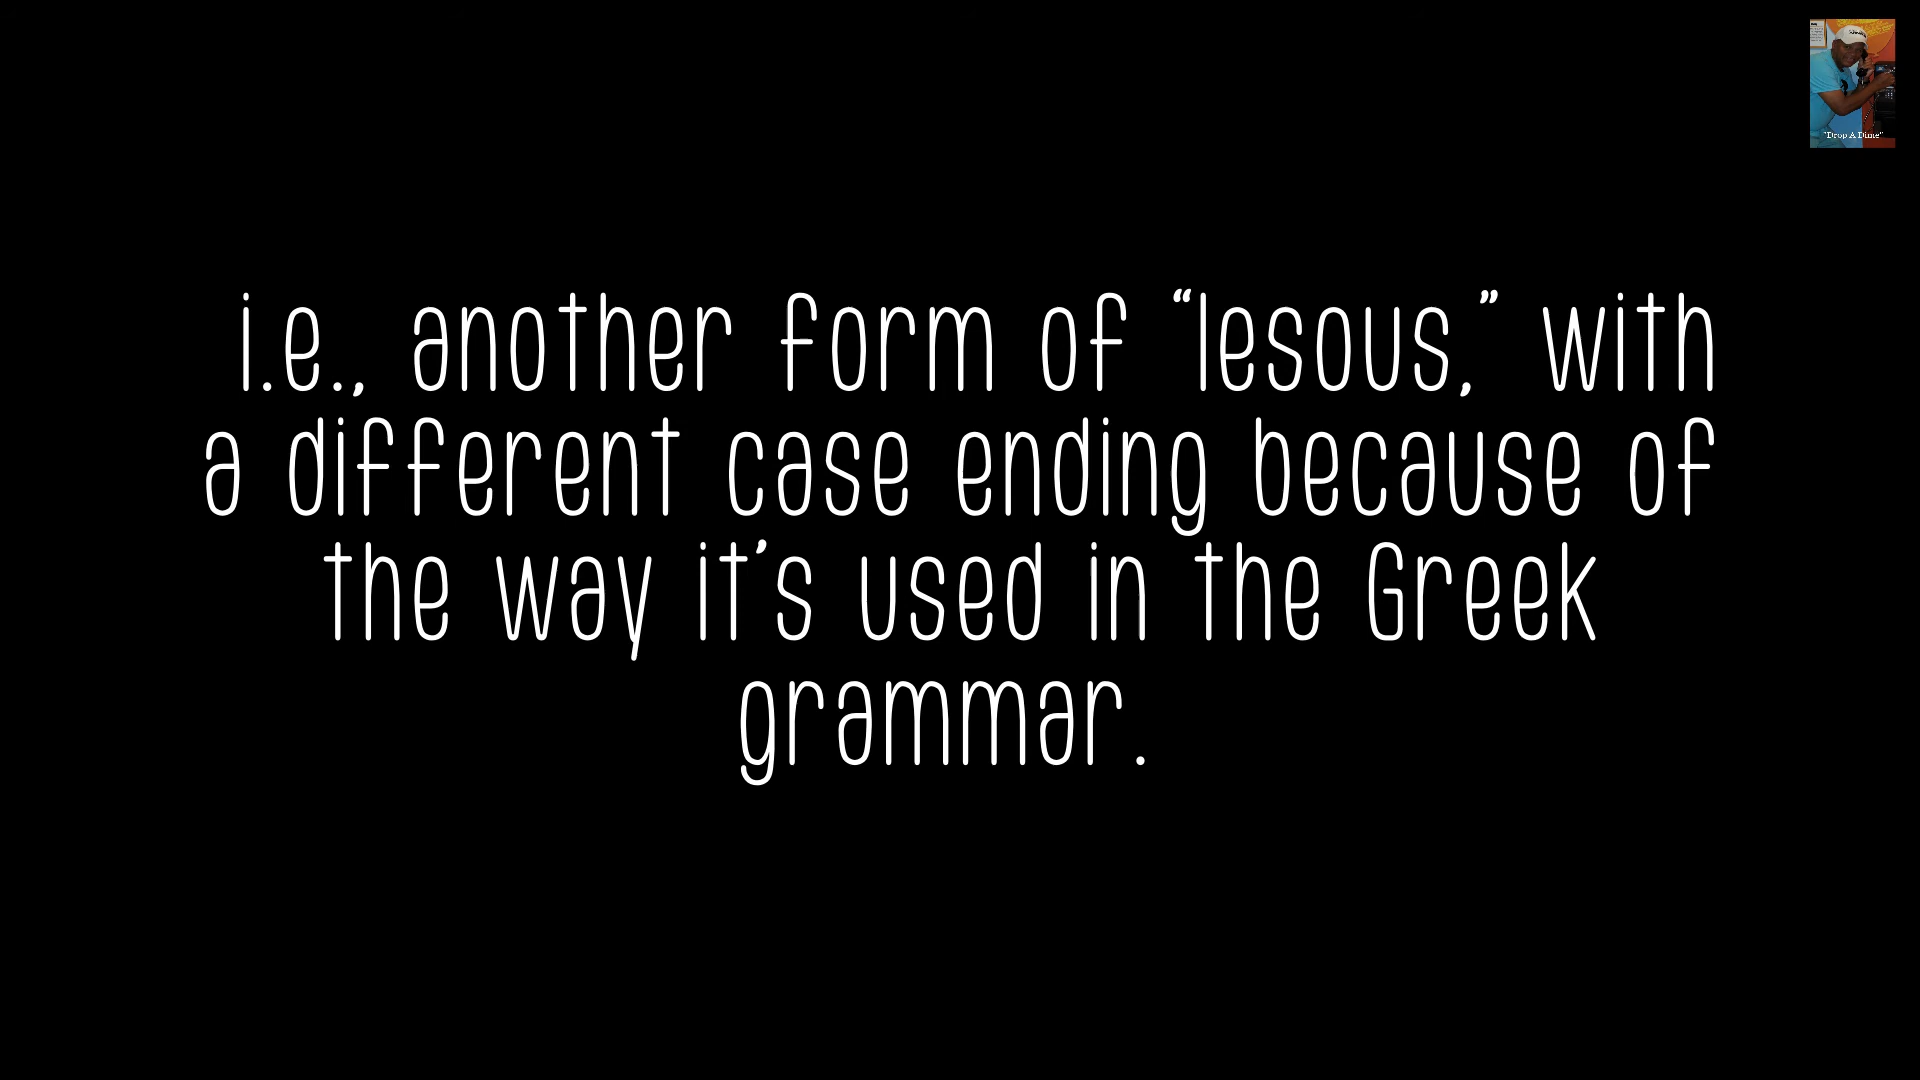 i.e., another form of “Iesous,” with
a different case ending because of
the way it’s used in the Greek
grammar.
"Drop A Dime"